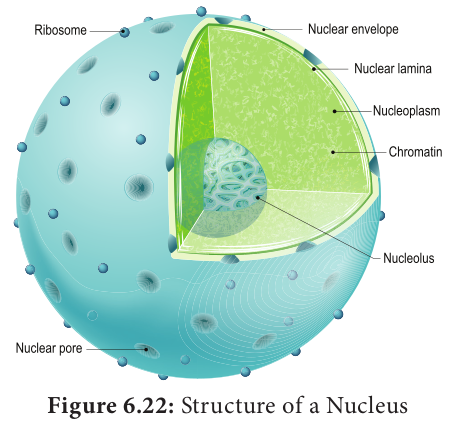 Ribosome
Nuclear envelope
Nuclear lamina
Nucleoplasm
Chromatin
Nucleolus
Nuclear pore
Figure 6.22: Structure of a Nucleus